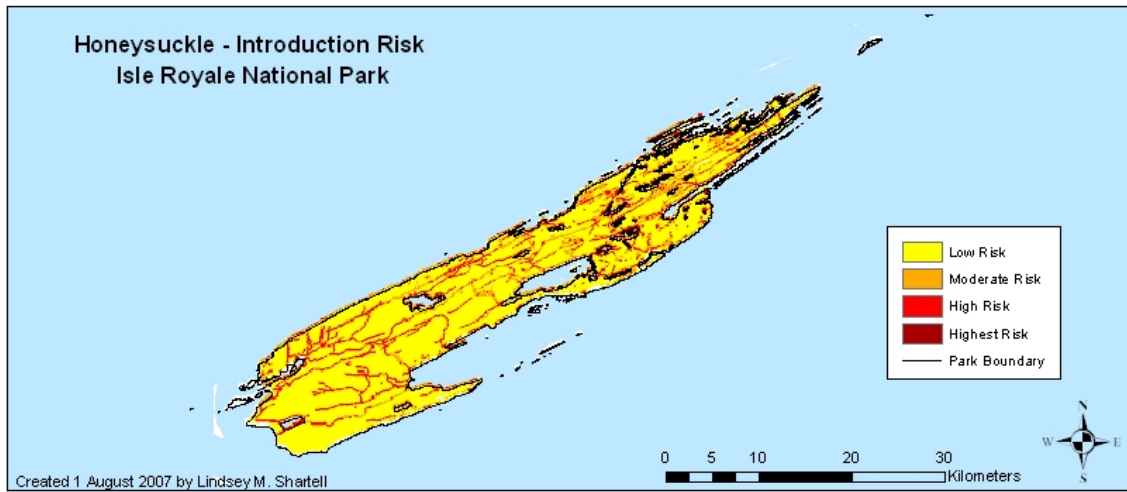 Honeysuckle - Introduction Risk
Isle Royale National Park
Low Risk
Moderate Risk
High Risk
Highest Risk
Park Boundary
N
W E
S
0 5 10 20 30
Kilometers
Created 1 August 2007 by Lindsey M. Shartell